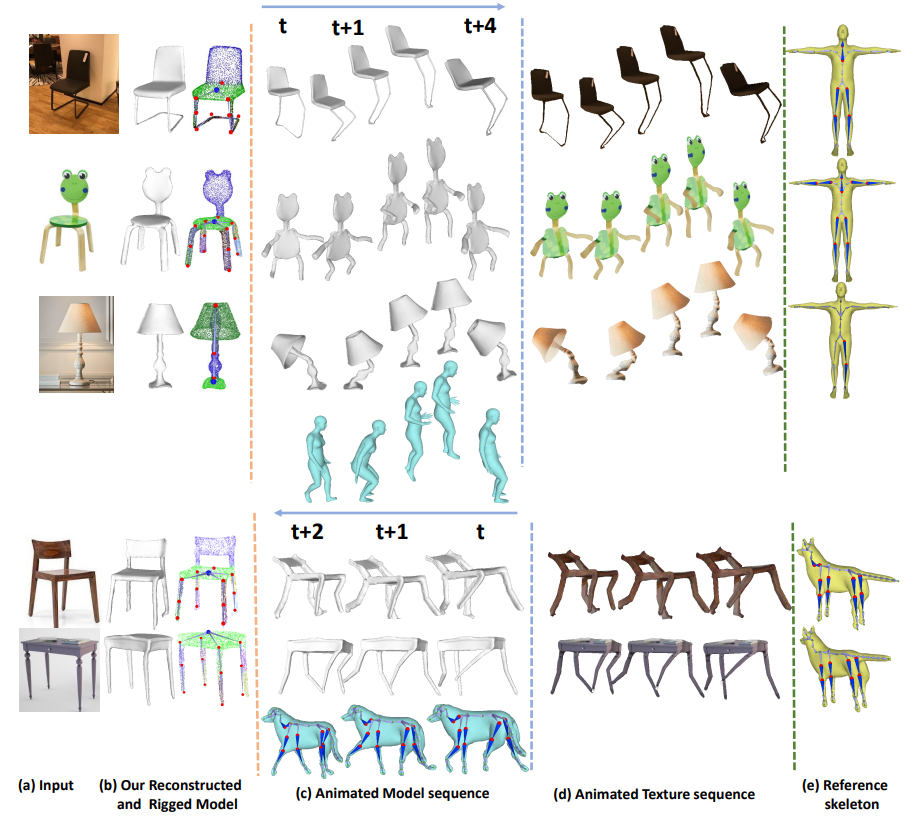 t t+1 t+4
t+2 t+1 t
(a) Input
(b) Our Reconstructed
and Rigged Model
(c) Animated Model sequence
(d) Animated Texture sequence
(e) Reference
skeleton